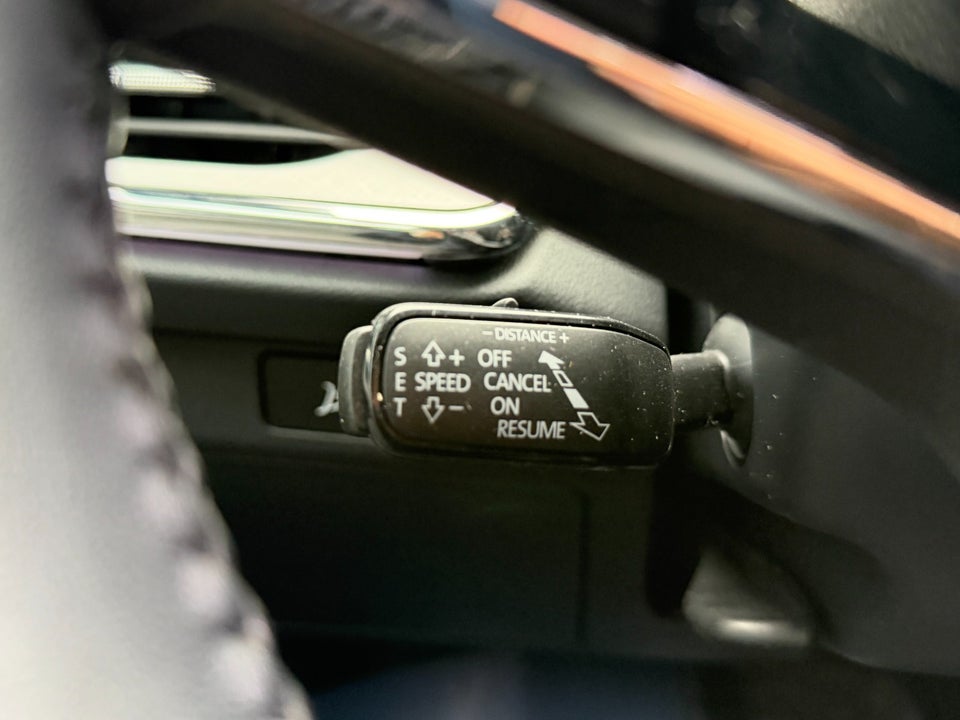 - DISTANCE +
S + OFF
E SPEED CANCEL
T - ON
RESUME